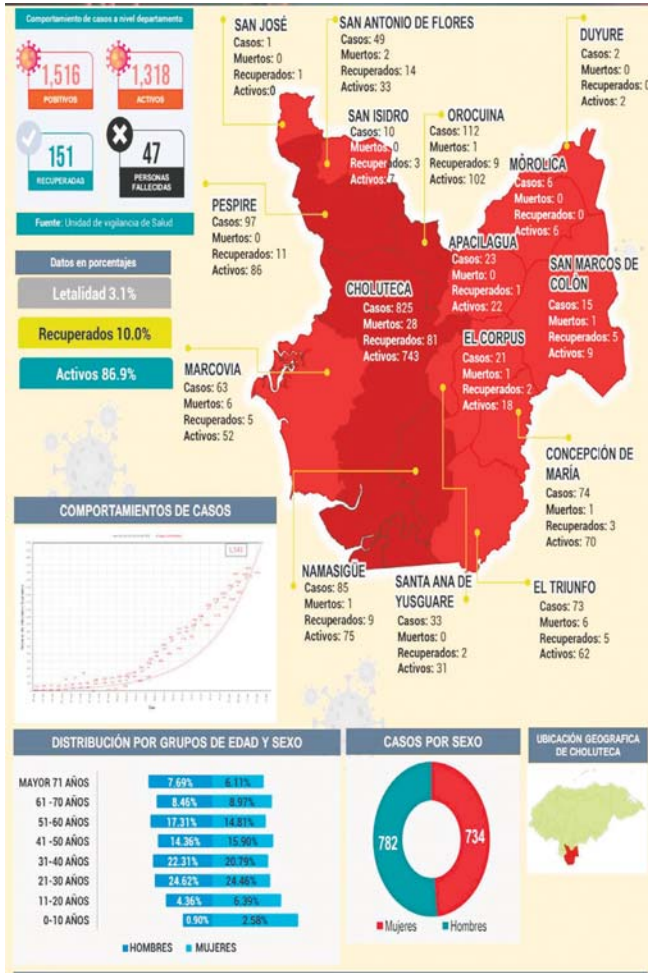 Comportamiento de casos a nivel departamento
1,516
POSITIVOS
1,318
ACTIVOS
151
RECUPERADAS
47
PERSONAS
FALLECIDAS
Fuente: Unidad de vigilancia de Salud
Datos en porcentajes
Letalidad 3.1%
Recuperados 10.0%
Activos 86.9%
SAN JOSÉ
Casos: 1
Muertos: 0
Recuperados: 1
Activos:0
SAN ANTONIO DE FLORES
Casos: 49
Muertos: 2
Recuperados: 14
Activos: 33
DUYURE
Casos: 2
Muertos: 0
Recuperados: 0
Activos: 2
SAN ISIDRO
Casos: 10
Muertos: 0
Recuperados: 3
Activos: 7
OROCUINA
Casos: 112
Muertos: 1
Recuperados: 9
Activos: 102
MOROLICA
Casos: 6
Muertos: 0
Recuperados: 0
Activos: 6
PESPIRE
Casos: 97
Muertos: 0
Recuperados: 11
Activos: 86
APACILAGUA
Casos: 23
Muerto: 0
Recuperados: 1
Activos: 22
SAN MARCOS DE
COLÓN
Casos: 15
Muertos: 1
Recuperados: 5
Activos: 9
CHOLUTECA
Casos: 825
Muertos: 28
Recuperados: 81
Activos: 743
EL CORPUS
Casos: 21
Muertos: 1
Recuperados: 2
Activos: 18
MARCOVIA
Casos: 63
Muertos: 6
Recuperados: 5
Activos: 52
CONCEPCIÓN DE
MARÍA
Casos: 74
Muertos: 1
Recuperados: 3
Activos: 70
NAMASIGÜE
Casos: 85
Muertos: 1
Recuperados: 9
Activos: 75
SANTA ANA DE
YUSGUARE
Casos: 33
Muertos: 0
Recuperados: 2
Activos: 31
EL TRIUNFO
Casos: 73
Muertos: 6
Recuperados: 5
Activos: 62
COMPORTAMIENTOS DE CASOS
DISTRIBUCIÓN POR GRUPOS DE EDAD Y SEXO
MAYOR 71 AÑOS 7.69% 6.11%
61 -70 AÑOS 8.46% 8.97%
51-60 AÑOS 17.31% 14.81%
41 -50 AÑOS 14.36% 15.90%
31-40 AÑOS 22.31% 20.79%
21-30 AÑOS 24.62% 24.46%
11-20 AÑOS 4.36% 6.39%
0-10 AÑOS 0.90% 2.58%
HOMBRES MUJERES
CASOS POR SEXO
782
734
Mujeres Hombres
UBICACIÓN GEOGRAFICA
DE CHOLUTECA